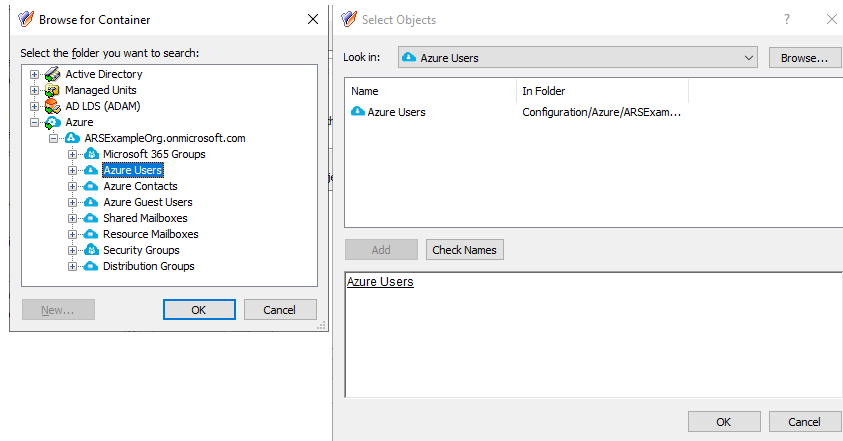 Browse for Container
Select the folder you want to search:
Active Directory
Managed Units
AD LDS (ADAM)
Azure
ARSExampleOrg.onmicrosoft.com
Microsoft 365 Groups
Azure Users
Azure Contacts
Azure Guest Users
Shared Mailboxes
Resource Mailboxes
Security Groups
Distribution Groups
New...
OK
Cancel
Select Objects
Look in:
Azure Users
Browse...
Name In Folder
Azure Users Configuration/Azure/ARSExam...
Add
Check Names
Azure Users
OK
Cancel